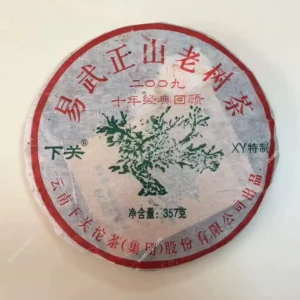 易武正山老树茶
二〇〇九
十年经典回顾
下关®
XY特制
净含量:357克
云南下关沱茶(集团)股份有限公司出品